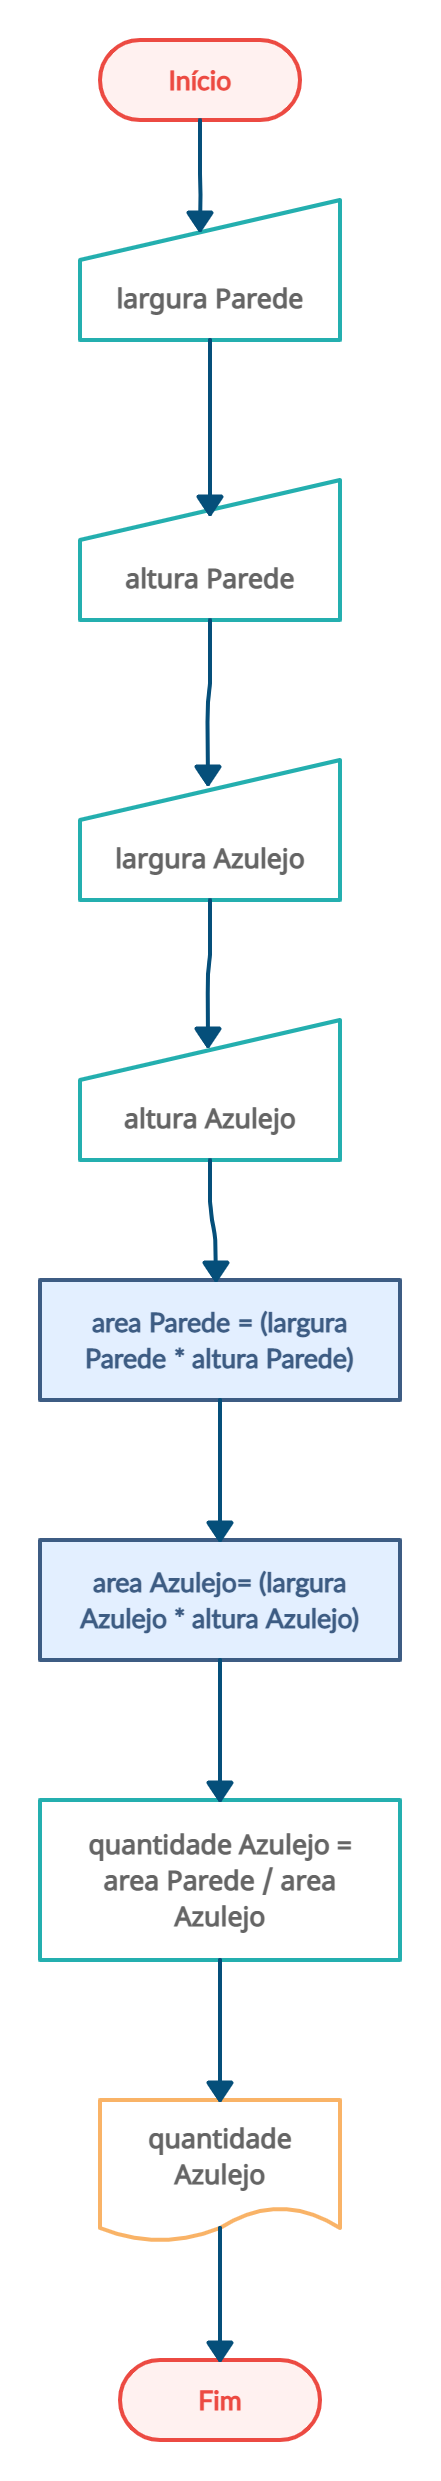 Início
largura Parede
altura Parede
largura Azulejo
altura Azulejo
area Parede = (largura
Parede * altura Parede)
area Azulejo= (largura
Azulejo * altura Azulejo)
quantidade Azulejo =
area Parede / area
Azulejo
quantidade
Azulejo
Fim